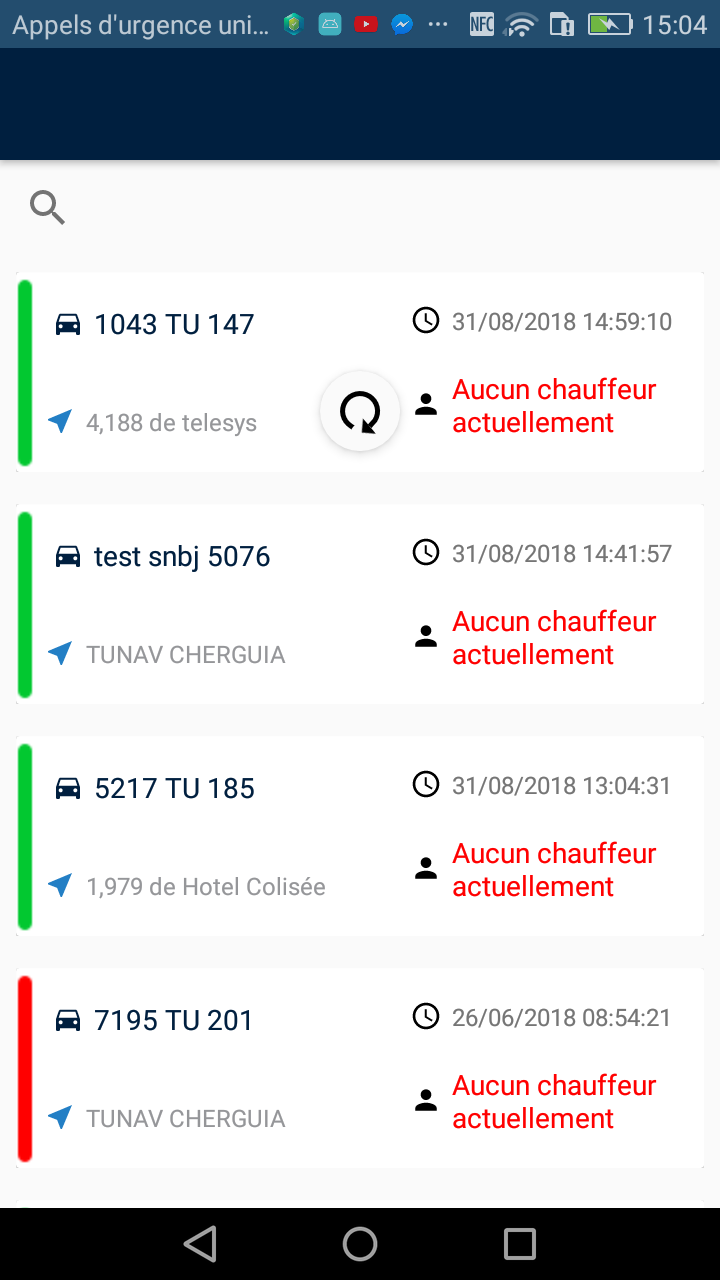 Appels d'urgence uni... NFC 15:04
1043 TU 147
31/08/2018 14:59:10
4,188 de telesys
Aucun chauffeur
actuellement
test snbj 5076
31/08/2018 14:41:57
TUNAV CHERGUIA
Aucun chauffeur
actuellement
5217 TU 185
31/08/2018 13:04:31
1,979 de Hotel Colisée
Aucun chauffeur
actuellement
7195 TU 201
26/06/2018 08:54:21
TUNAV CHERGUIA
Aucun chauffeur
actuellement